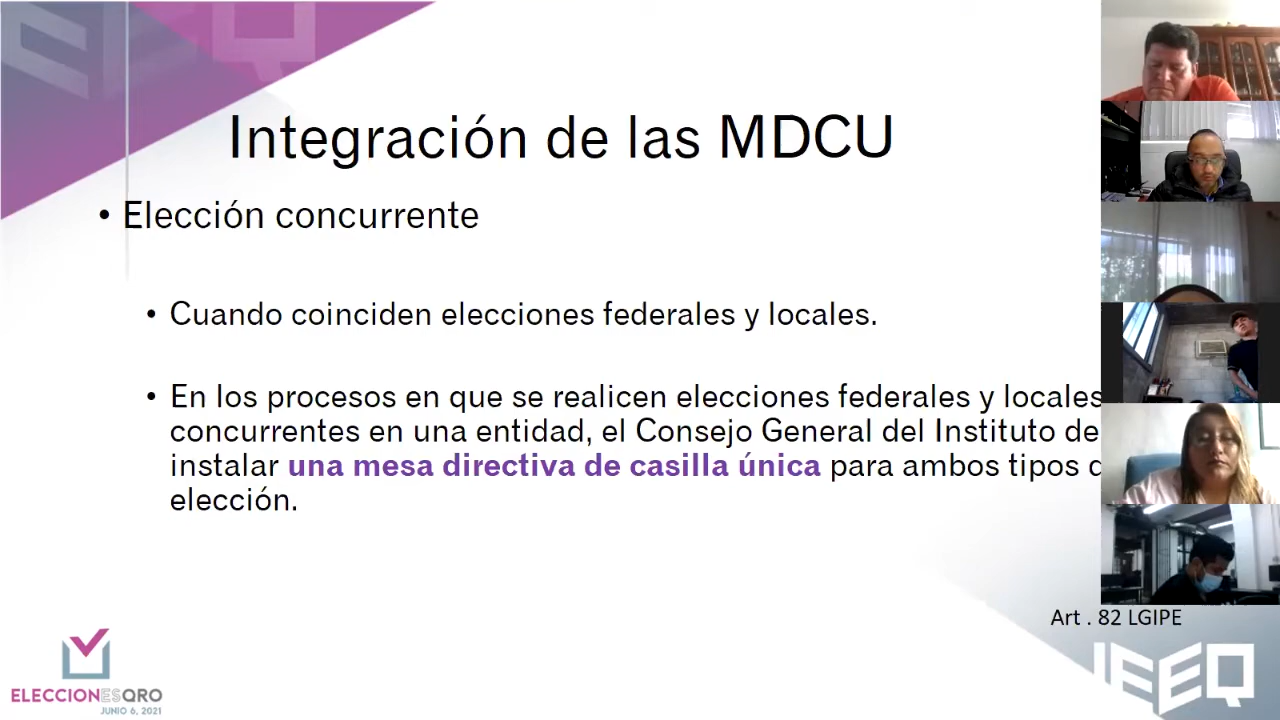 Integración de las MDCU
• Elección concurrente
• Cuando coinciden elecciones federales y locales.
• En los procesos en que se realicen elecciones federales y locales
concurrentes en una entidad, el Consejo General del Instituto de
instalar una mesa directiva de casilla única para ambos tipos
elección.
Art . 82 LGIPE
ELECCIONESQRO
JUNIO 6, 2021
IEEQ